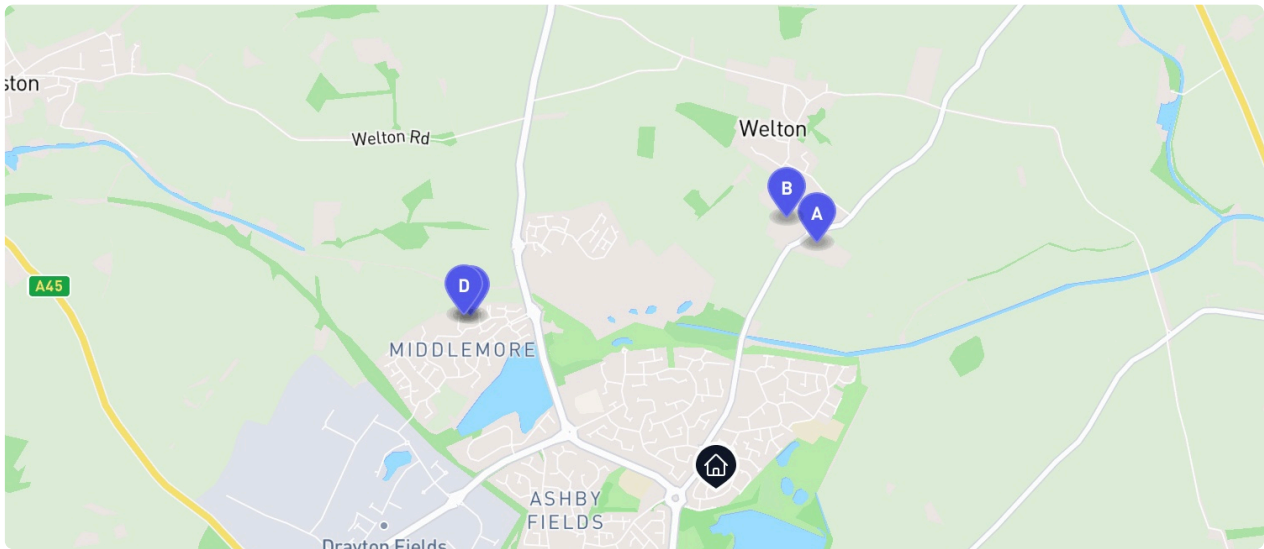 ston
Welton Rd
Welton
B
A
A45
D
MIDDLEMORE
ASHBY
FIELDS
Drayton Fields